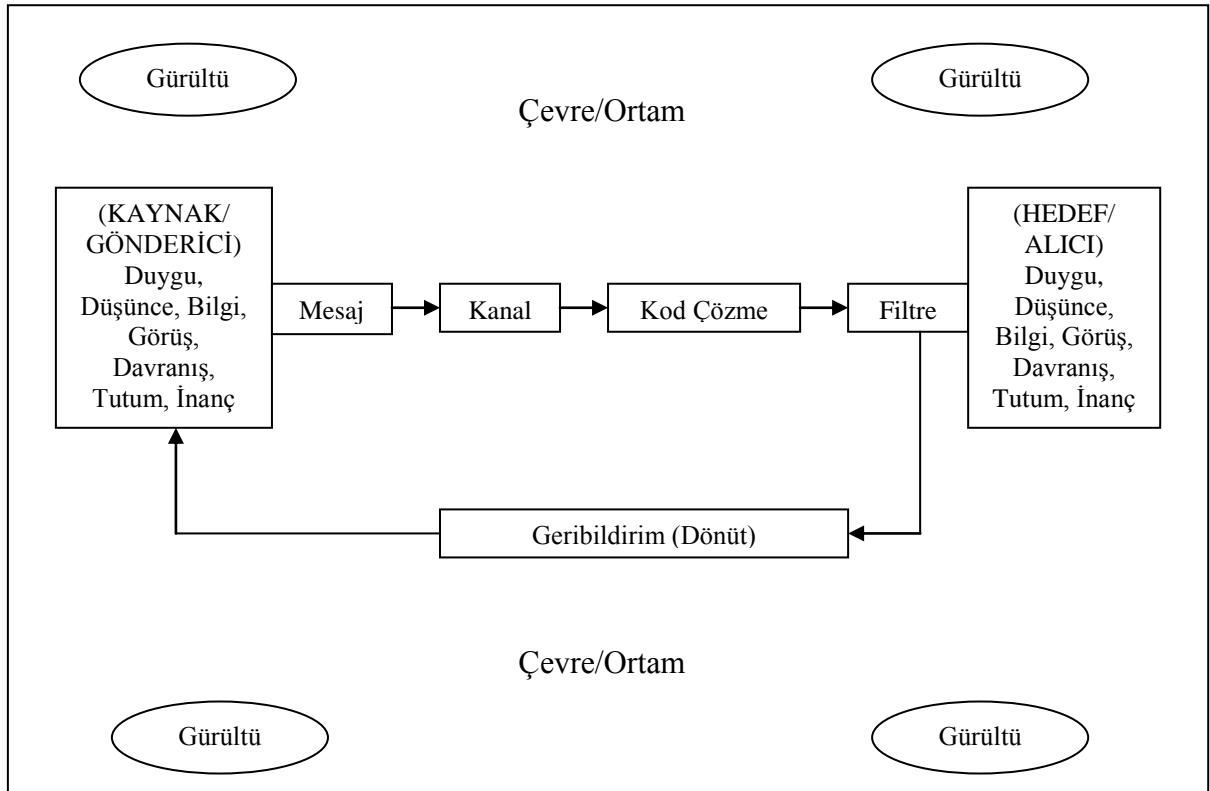 Gürültü
Gürültü
Çevre/Ortam
(KAYNAK/
GÖNDERİCİ)
Duygu,
Düşünce, Bilgi,
Görüş,
Davranış,
Tutum, İnanç
Mesaj
Kanal
Kod Çözme
Filtre
(HEDEF/
ALICI)
Duygu,
Düşünce,
Bilgi, Görüş,
Davranış,
Tutum, İnanç
Geribildirim (Dönüt)
Çevre/Ortam
Gürültü
Gürültü